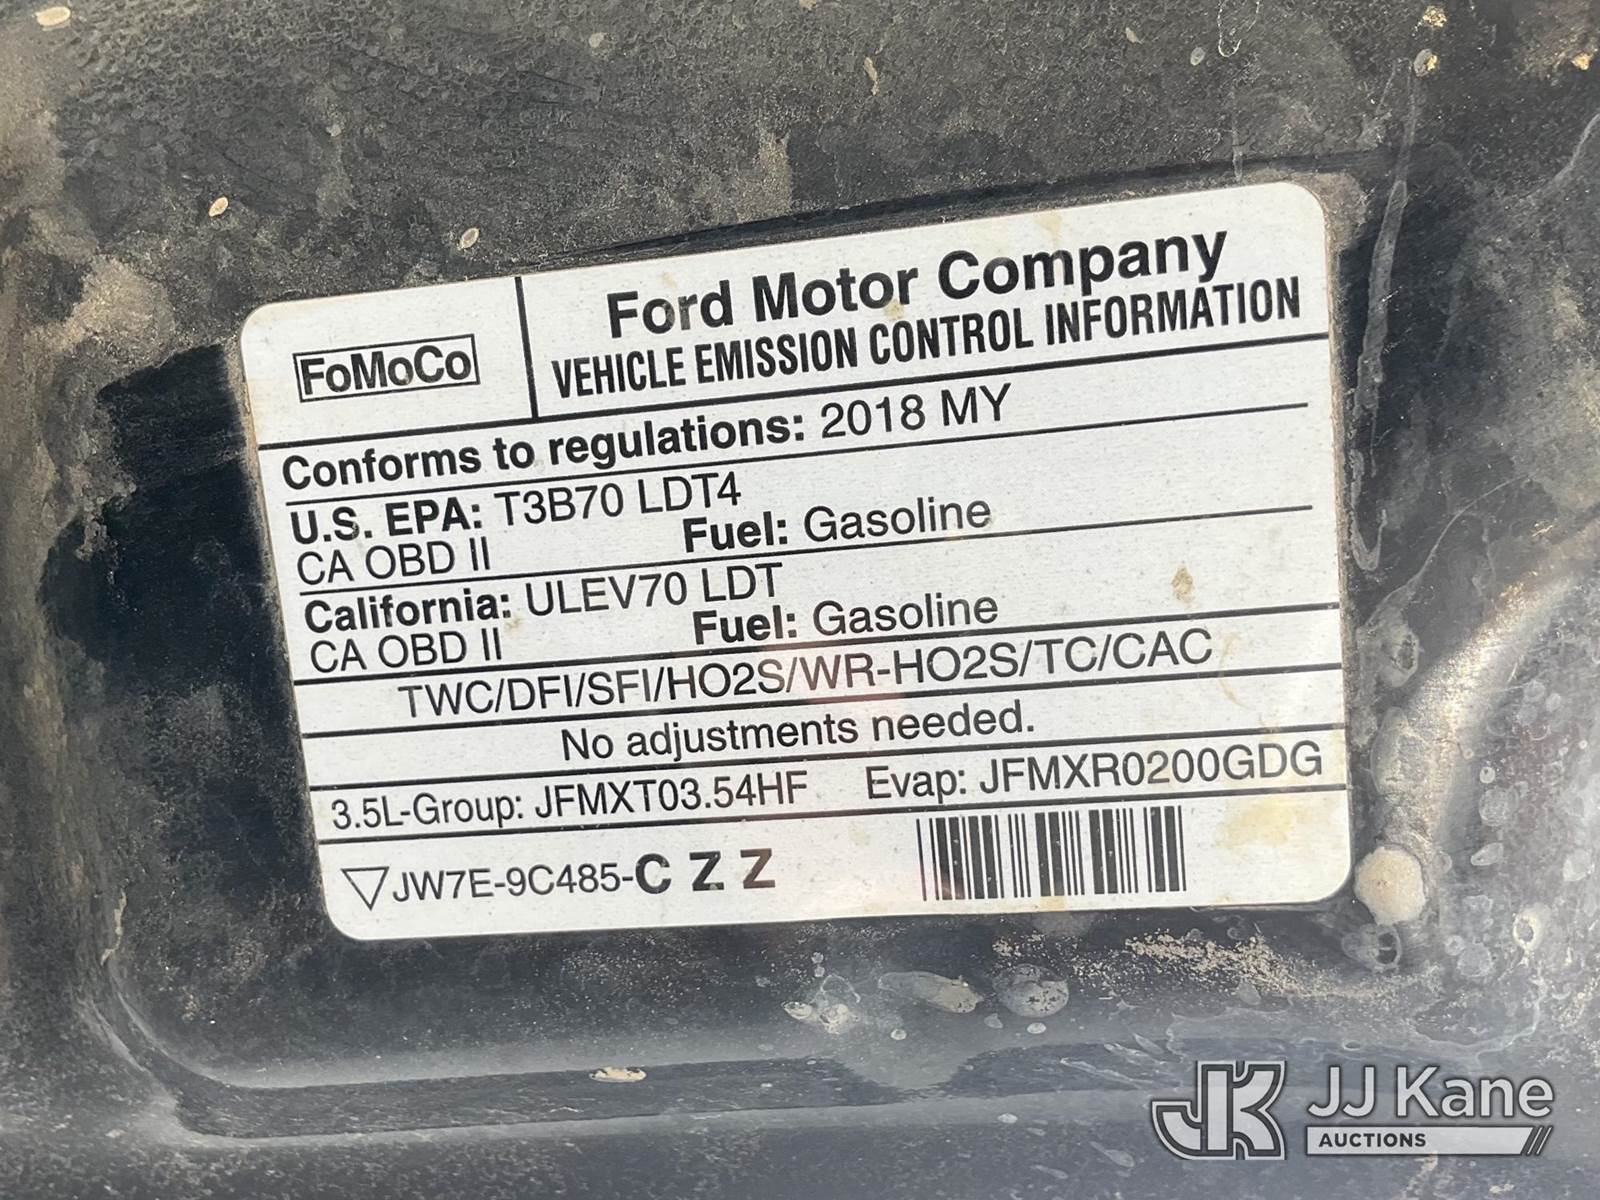 FoMoCo
Ford Motor Company
VEHICLE EMISSION CONTROL INFORMATION
Conforms to regulations: 2018 MY
U.S. EPA: T3B70 LDT4
CA OBD II Fuel: Gasoline
California: ULEV70 LDT
CA OBD II Fuel: Gasoline
TWC/DFI/SFI/HO2S/WR-HO2S/TC/CAC
No adjustments needed.
3.5L-Group: JFMXT03.54HF Evap: JFMXR0200GDG
▽JW7E-9C485-C Z Z
JK JJ Kane
AUCTIONS